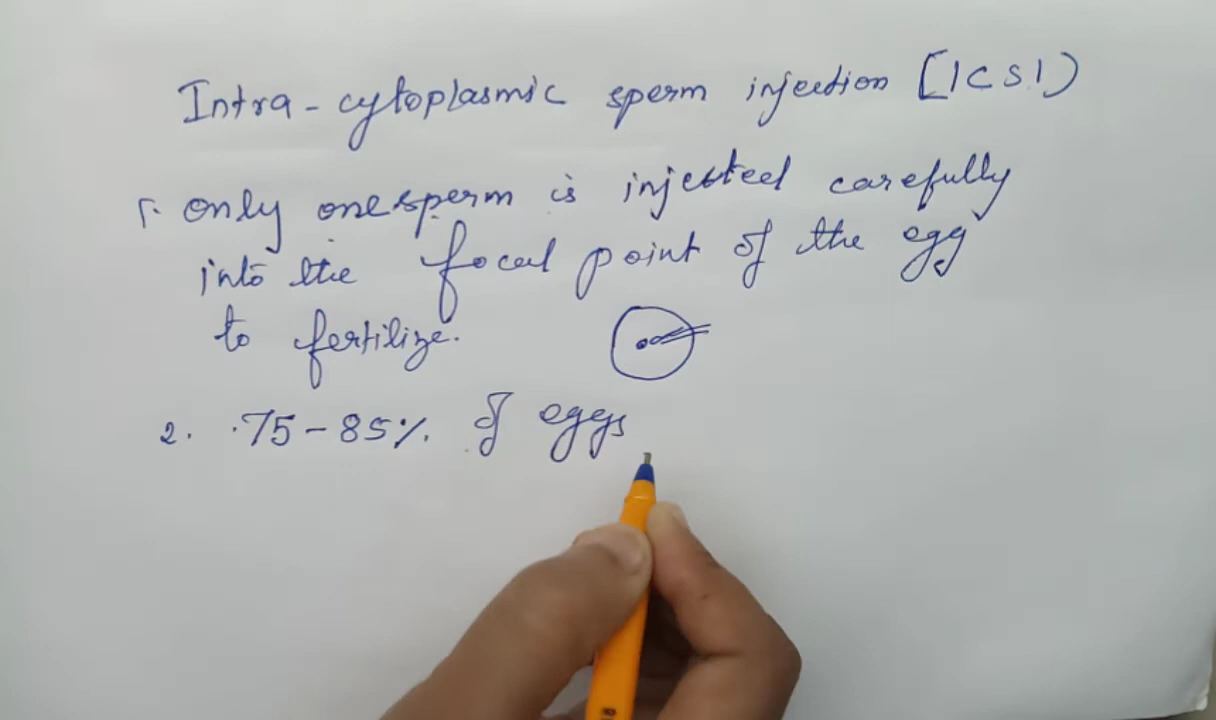 Intra-cytoplasmic sperm injection [ICSI)
1. only one sperm is injected carefully
into the focal point of the egg
to fertilize.
2. 75-85% of eggs